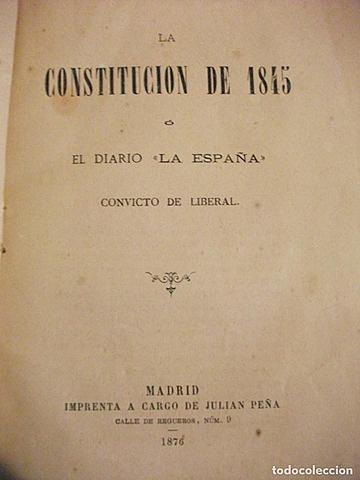 LA
CONSTITUCION DE 1845
ó
EL DIARIO «LA ESPAÑA»
CONVICTO DE LIBERAL.
MADRID
IMPRENTA A CARGO DE JULIAN PEÑA
CALLE DE REGUEROS, NÚM. 9
1876
todocoleccion